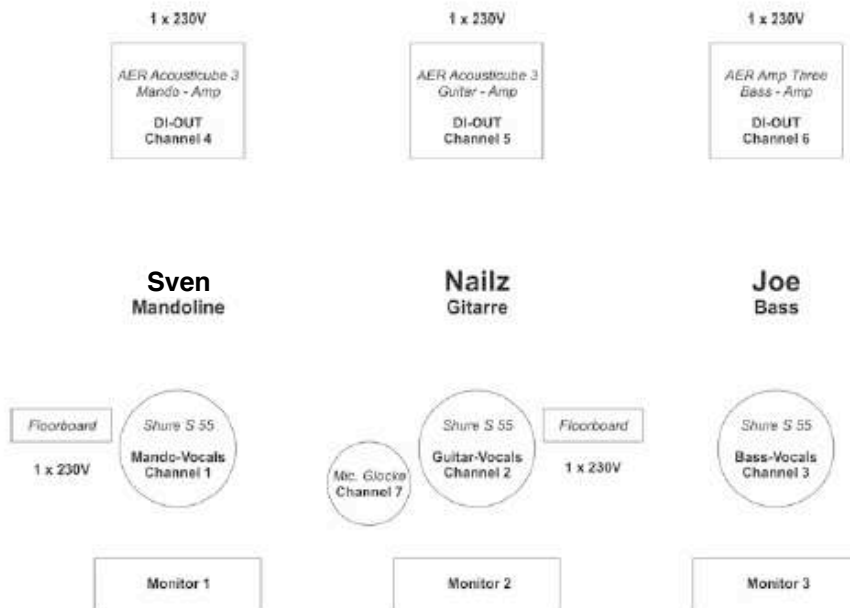 1 x 230V
1 x 230V
1 x 230V
AER Acousticube 3
Mando - Amp
DI-OUT
Channel 4
AER Acousticube 3
Guitar - Amp
DI-OUT
Channel 5
AER Amp Three
Bass - Amp
DI-OUT
Channel 6
Sven
Mandoline
Nailz
Gitarre
Joe
Bass
Floorboard
1 x 230V
Shure S 55
Mando-Vocals
Channel 1
Mic. Glocke
Channel 7
Shure S 55
Guitar-Vocals
Channel 2
Floorboard
1 x 230V
Shure S 55
Bass-Vocals
Channel 3
Monitor 1
Monitor 2
Monitor 3